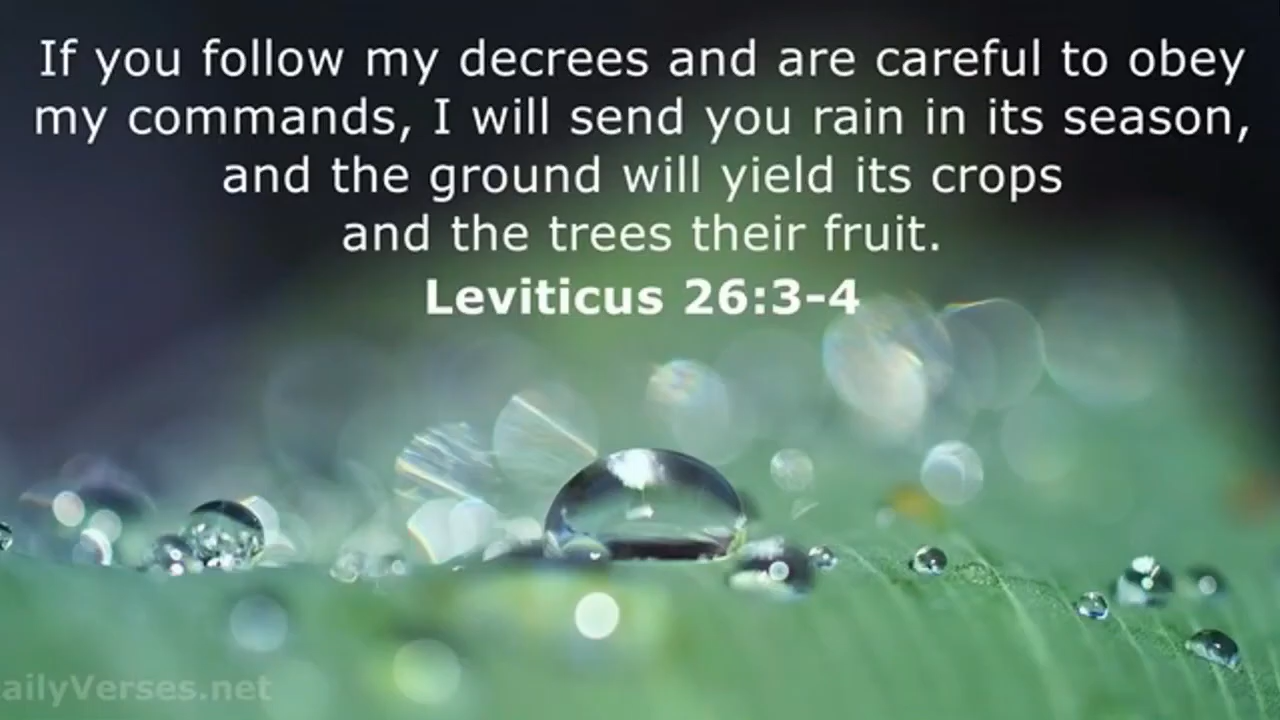 If you follow my decrees and are careful to obey
my commands, I will send you rain in its season,
and the ground will yield its crops
and the trees their fruit.
Leviticus 26:3-4
ailyVerses.net